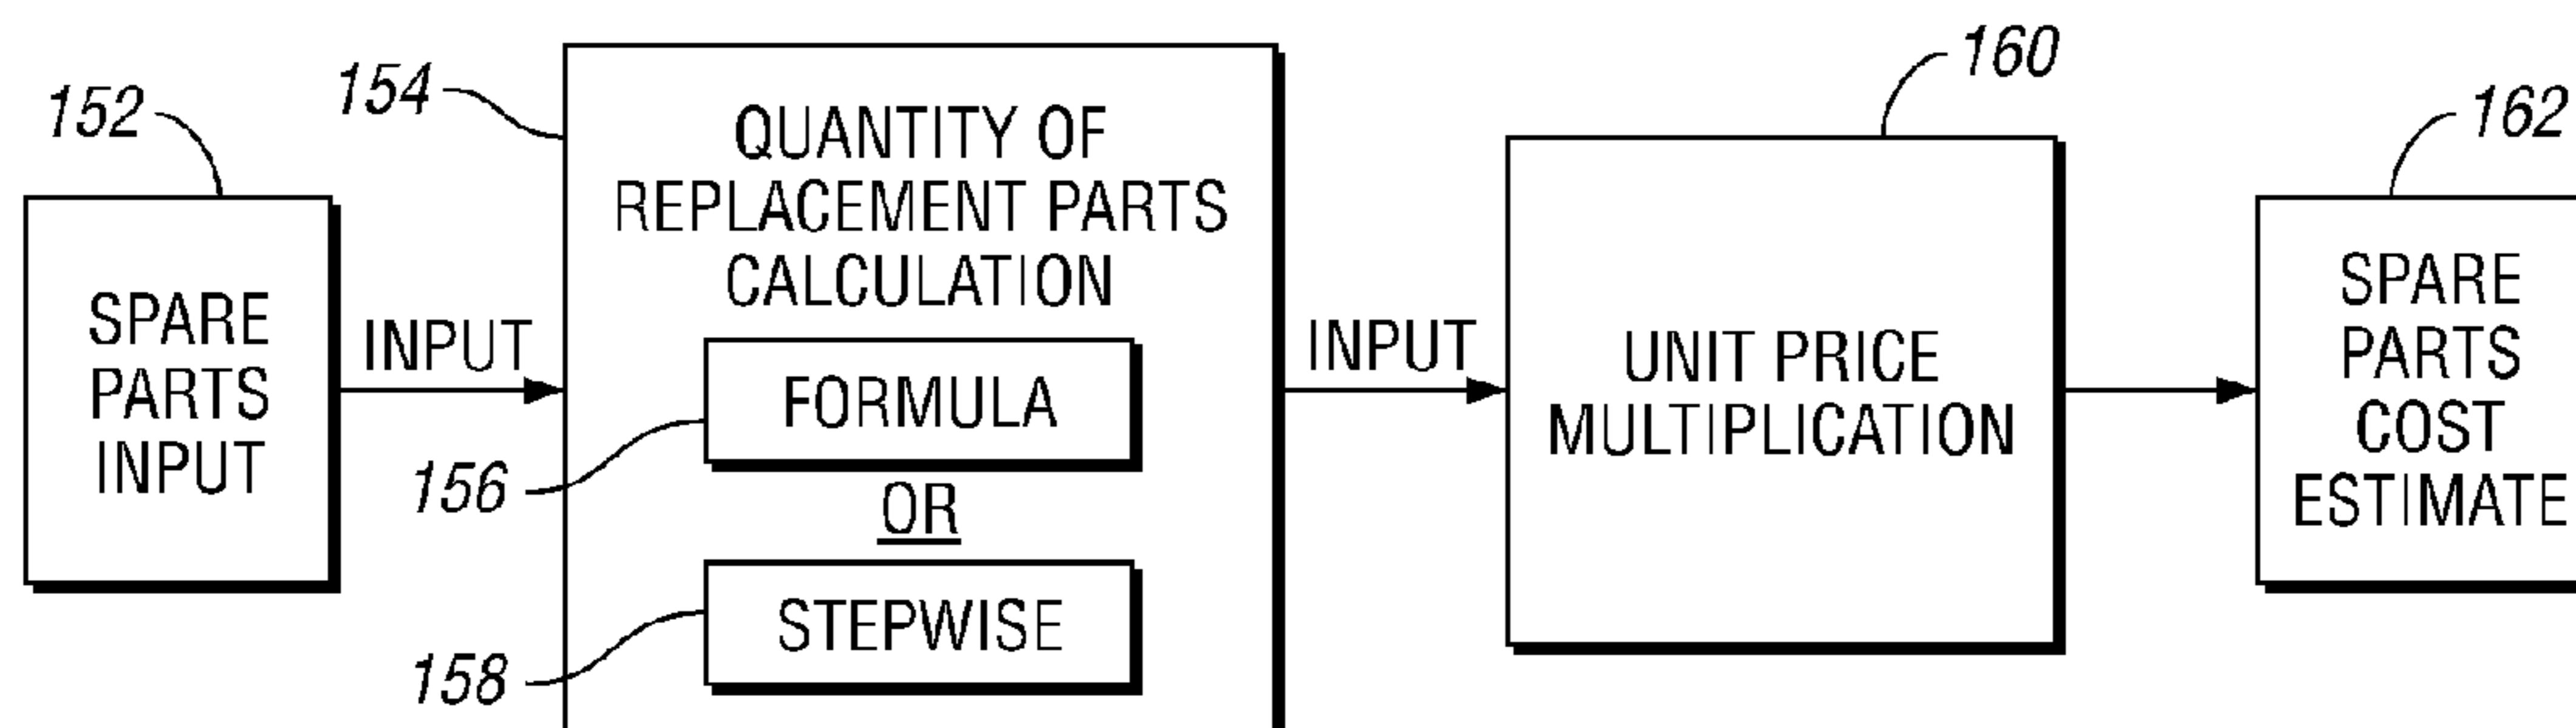 152
SPARE
PARTS
INPUT
INPUT
154
QUANTITY OF
REPLACEMENT PARTS
CALCULATION
156
FORMULA
OR
158
STEPWISE
INPUT
160
UNIT PRICE
MULTIPLICATION
162
SPARE
PARTS
COST
ESTIMATE